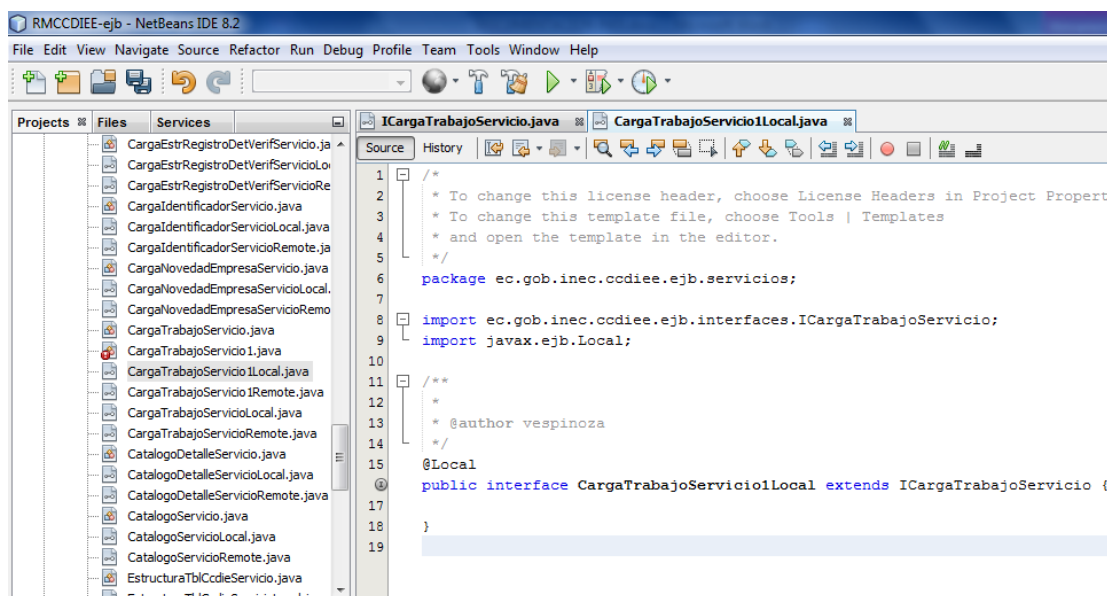 RMCCDIEE-ejb - NetBeans IDE 8.2
File Edit View Navigate Source Refactor Run Debug Profile Team Tools Window Help
Projects Files Services
CargaEstrRegistroDetVerifServicio.ja
CargaEstrRegistroDetVerifServicioLo
CargaEstrRegistroDetVerifServicioRe
CargaIdentificadorServicio.java
CargaIdentificadorServicioLocal.java
CargaIdentificadorServicioRemote.ja
CargaNovedadEmpresaServicio.java
CargaNovedadEmpresaServicioLocal.
CargaNovedadEmpresaServicioRemo
CargaTrabajoServicio.java
CargaTrabajoServicio1.java
CargaTrabajoServicio1Local.java
CargaTrabajoServicio1Remote.java
CargaTrabajoServicioLocal.java
CargaTrabajoServicioRemote.java
CatalogoDetalleServicio.java
CatalogoDetalleServicioLocal.java
CatalogoDetalleServicioRemote.java
CatalogoServicio.java
CatalogoServicioLocal.java
CatalogoServicioRemote.java
EstructuraTblCcdieServicio.java
ICargaTrabajoServicio.java CargaTrabajoServicio1Local.java
Source History
1 /*
2 * To change this license header, choose License Headers in Project Propert
3 * To change this template file, choose Tools | Templates
4 * and open the template in the editor.
5 */
6 package ec.gob.inec.ccdiee.ejb.servicios;
7
8 import ec.gob.inec.ccdiee.ejb.interfaces.ICargaTrabajoServicio;
9 import javax.ejb.Local;
10
11 /**
12 *
13 * @author vespinoza
14 */
15 @Local
public interface CargaTrabajoServicio1Local extends ICargaTrabajoServicio {
17
18 }
19